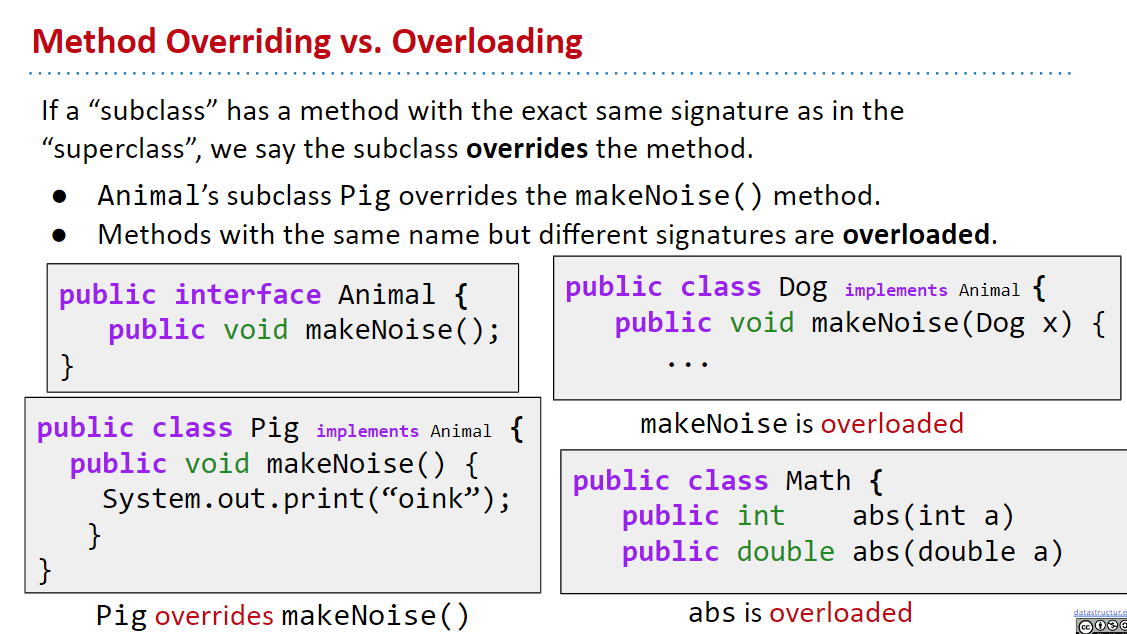 Method Overriding vs. Overloading
If a “subclass” has a method with the exact same signature as in the
“superclass”, we say the subclass overrides the method.
● Animal’s subclass Pig overrides the makeNoise() method.
● Methods with the same name but different signatures are overloaded.
public interface Animal {
public void makeNoise();
}
public class Pig implements Animal {
public void makeNoise() {
System.out.print(“oink”);
}
}
Pig overrides makeNoise()
public class Dog implements Animal {
public void makeNoise(Dog x) {
...
makeNoise is overloaded
public class Math {
public int abs(int a)
public double abs(double a)
abs is overloaded
datastructur.e